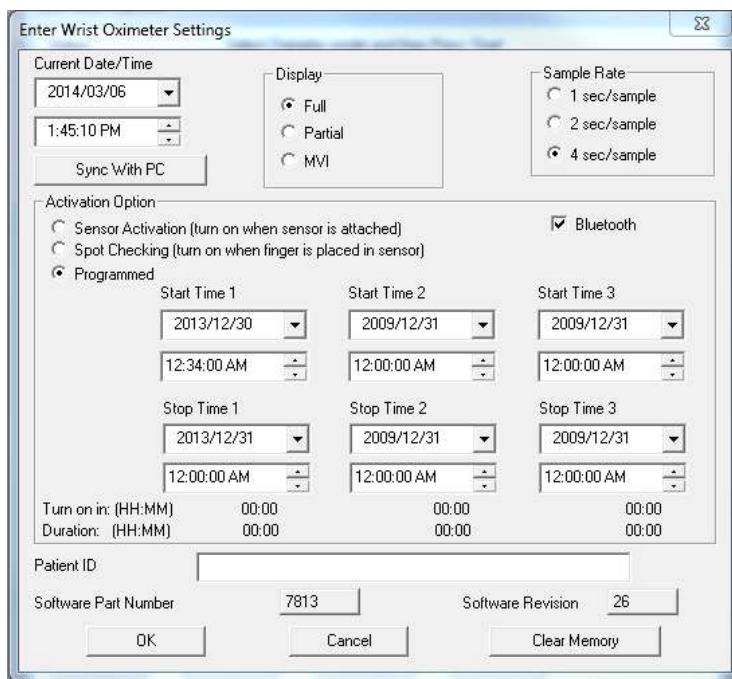 Enter Wrist Oximeter Settings
Current Date/Time
2014/03/06
1:45:10 PM
Sync With PC
Display
Full
Partial
MVI
Sample Rate
1 sec/sample
2 sec/sample
4 sec/sample
Activation Option
Sensor Activation (turn on when sensor is attached)
Spot Checking (turn on when finger is placed in sensor)
Programmed
Bluetooth
Start Time 1 Start Time 2 Start Time 3
2013/12/30 2009/12/31 2009/12/31
12:34:00 AM 12:00:00 AM 12:00:00 AM
Stop Time 1 Stop Time 2 Stop Time 3
2013/12/31 2009/12/31 2009/12/31
12:00:00 AM 12:00:00 AM 12:00:00 AM
Turn on in: (HH:MM) 00:00 00:00 00:00
Duration: (HH:MM) 00:00 00:00 00:00
Patient ID
Software Part Number 7813 Software Revision 26
OK Cancel Clear Memory